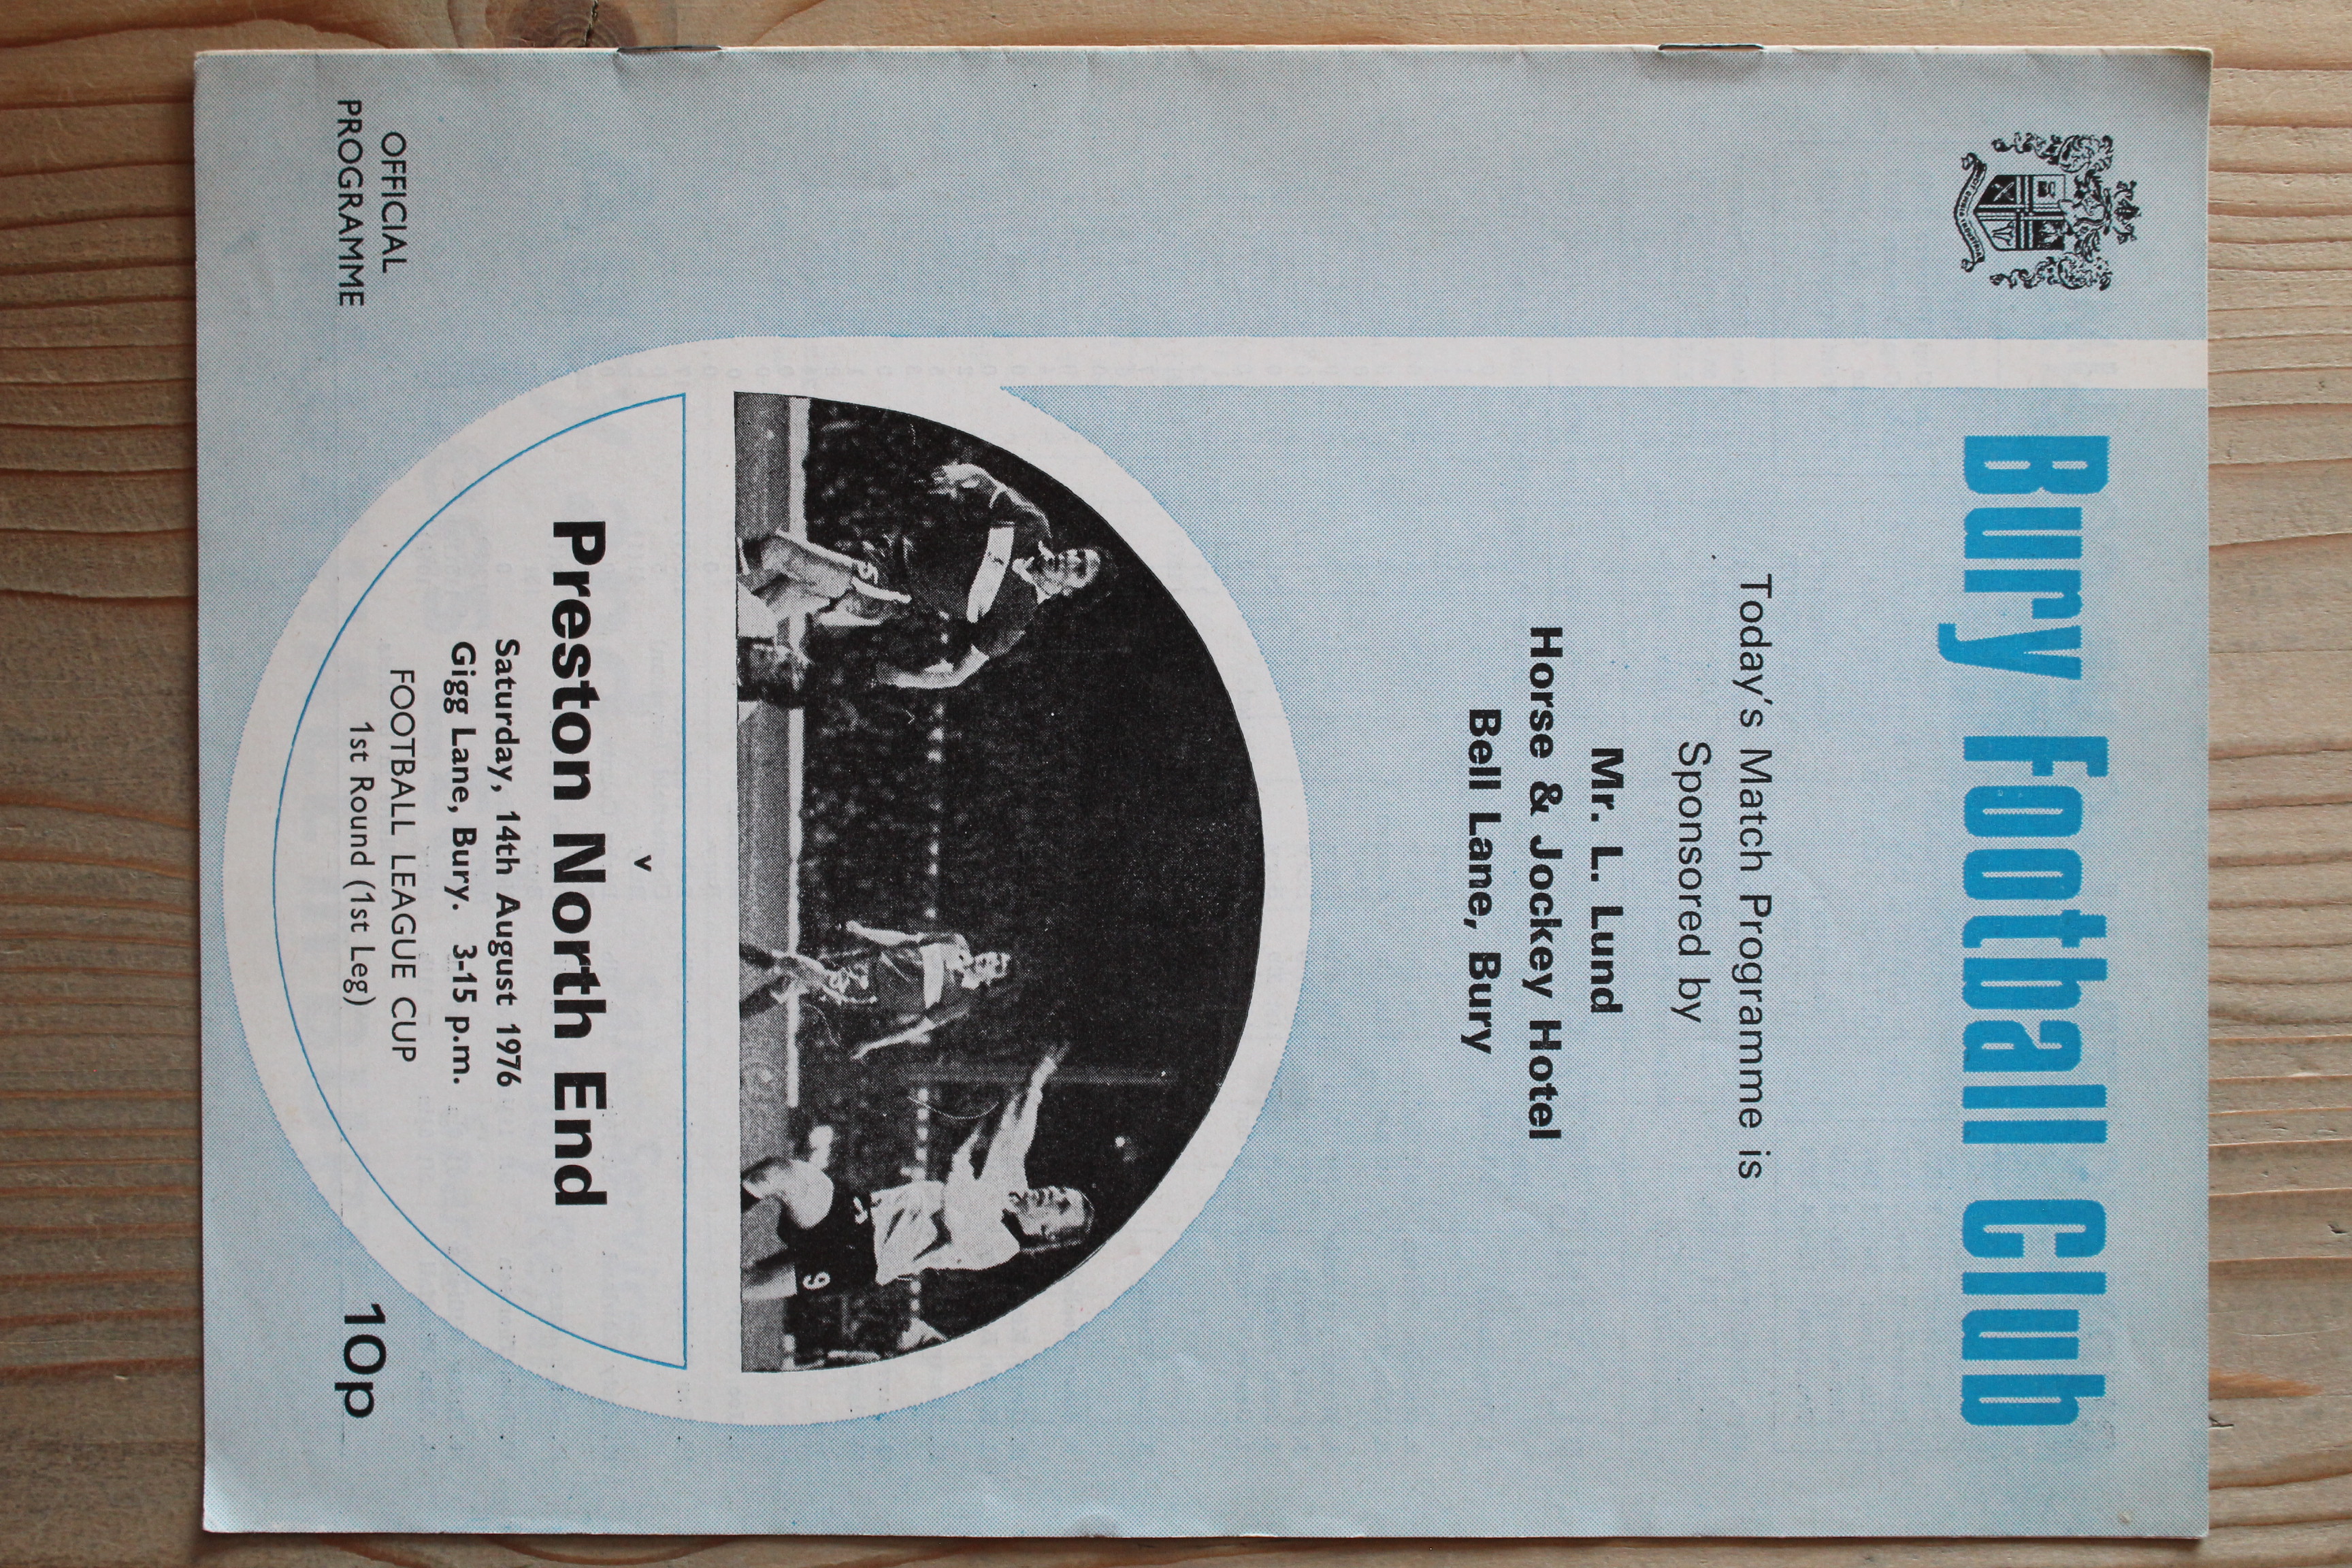 Bury Football Club
Today's Match Programme is
Sponsored by
Mr. L. Lund
Horse & Jockey Hotel
Bell Lane, Bury
9
v
Preston North End
Saturday, 14th August 1976
Gigg Lane, Bury. 3-15 p.m.
FOOTBALL LEAGUE CUP
1st Round (1st Leg)
OFFICIAL
PROGRAMME
10p